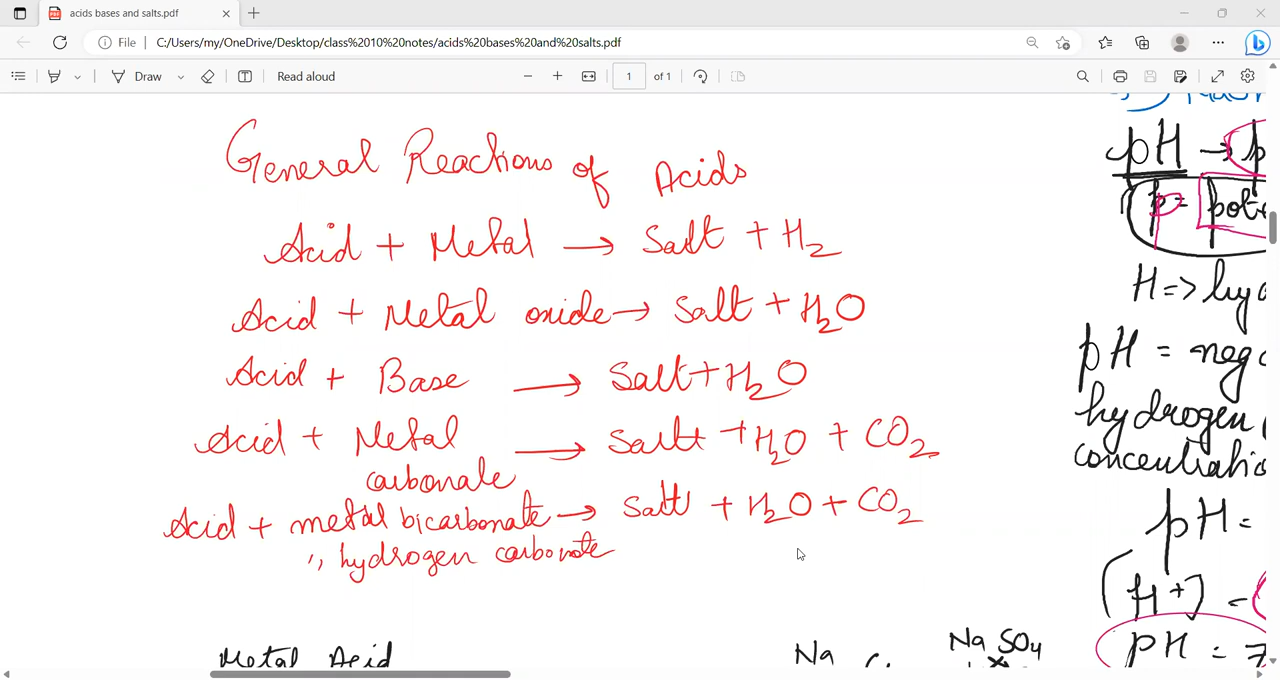 acids bases and salts.pdf
File
C:/Users/my/OneDrive/Desktop/class%2010%20notes/acids%20bases%20and%20salts.pdf
Draw
Read aloud
1 of 1
General Reactions of Acids
Acid + Metal → Salt + H₂
Acid + Metal oxide → Salt + H₂O
Acid + Base → Salt + H₂O
Acid + Metal carbonate → Salt + H₂O + CO₂
Acid + metal bicarbonate → Salt + H₂O + CO₂
,, hydrogen carbonate
Metal Acid
Na
Na SO4
pH → p
p =
H =>
pH =
hydrogen
pH =
(H+) =
pH = 7